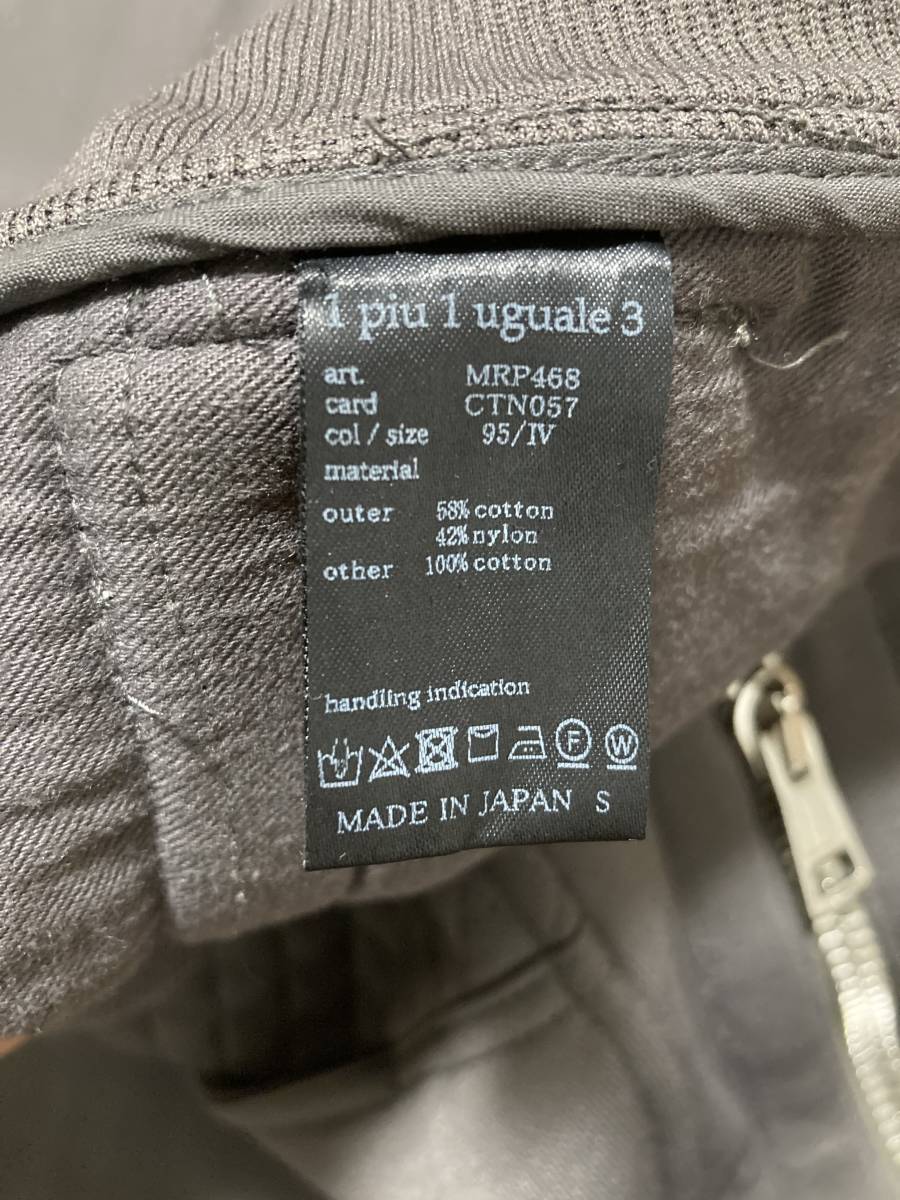 1 piu 1 uguale 3
art. MRP468
card CTN057
col / size 95/IV
material
outer 58% cotton
42% nylon
other 100% cotton
handling indication
F W
MADE IN JAPAN S